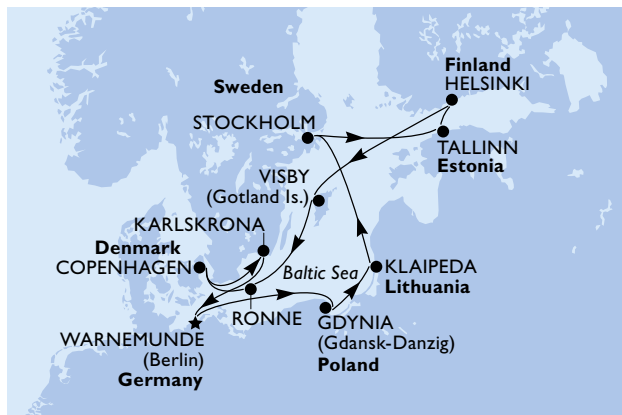 Finland
HELSINKI
Sweden
STOCKHOLM
TALLINN
Estonia
VISBY
(Gotland Is.)
KARLSKRONA
Denmark
COPENHAGEN
Baltic Sea
KLAIPEDA
Lithuania
RONNE
GDYNIA
(Gdansk-Danzig)
Poland
WARNEMUNDE
(Berlin)
Germany